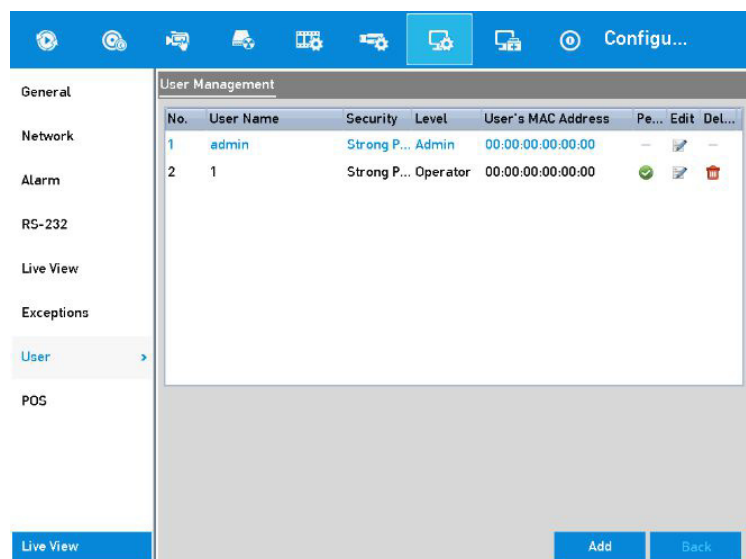 Configu...
General
Network
Alarm
RS-232
Live View
Exceptions
User >
POS
Live View
User Management
No. User Name Security Level User's MAC Address Pe... Edit Del...
1 admin Strong P... Admin 00:00:00:00:00:00 — —
2 1 Strong P... Operator 00:00:00:00:00:00
Add Back